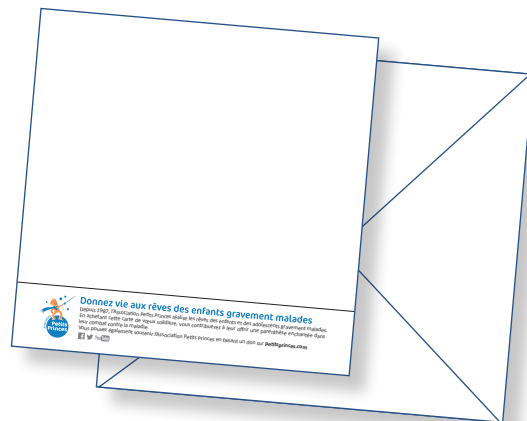 Donnez vie aux rêves des enfants gravement malades
Depuis 1987, l'Association Petits Princes réalise les rêves des enfants et des adolescents gravement malades.
En achetant cette carte de vœux solidaire, vous contribuez à leur offrir une parenthèse enchantée dans
leur combat contre la maladie.
Vous pouvez également soutenir l'Association Petits Princes en faisant un don sur petitsprinces.com
Petits
Princes
You Tube